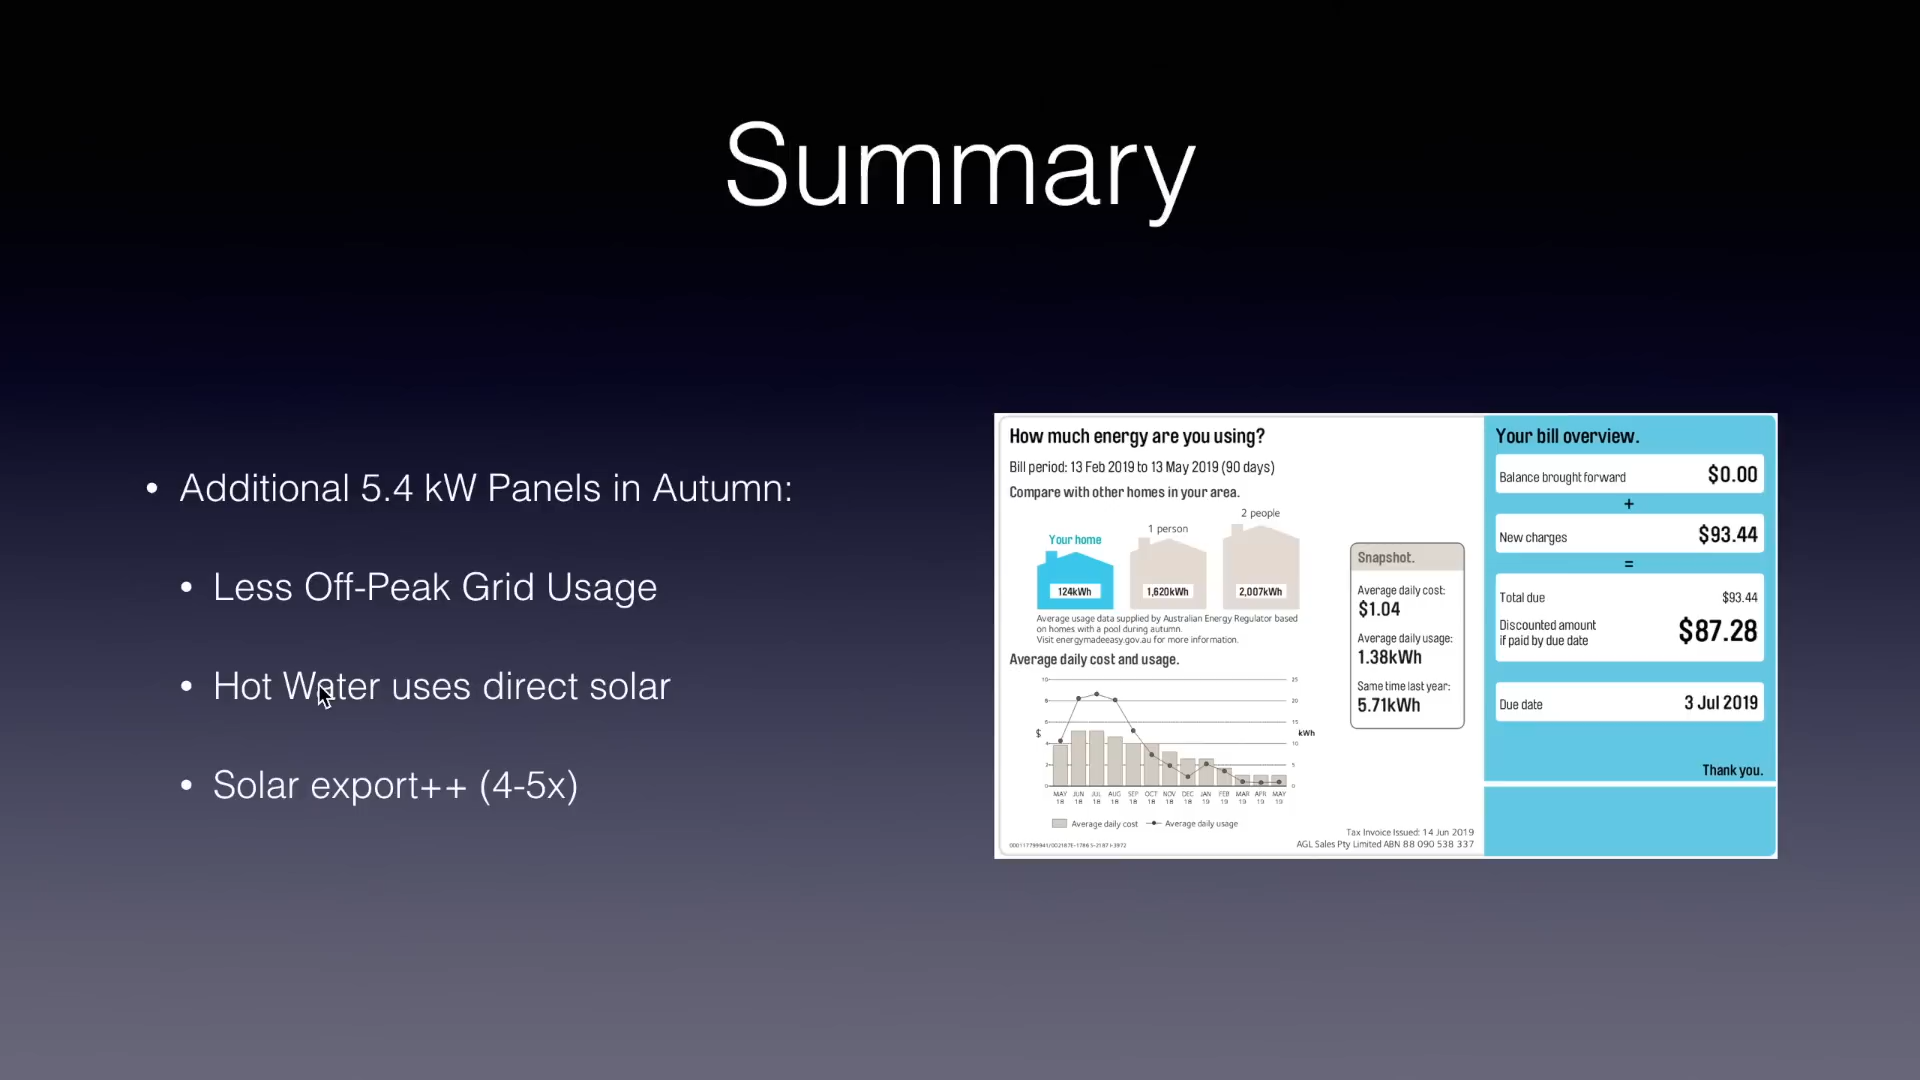 Summary
• Additional 5.4 kW Panels in Autumn:
• Less Off-Peak Grid Usage
• Hot Water uses direct solar
• Solar export++ (4-5x)
How much energy are you using?
Bill period: 13 Feb 2019 to 13 May 2019 (90 days)
Compare with other homes in your area.
Your home
1 person
2 people
124kWh
1,620kWh
2,007kWh
Average usage data supplied by Australian Energy Regulator based
on homes with a pool during autumn.
Visit energymadeeasy.gov.au for more information.
Snapshot.
Average daily cost:
$1.04
Average daily usage:
1.38kWh
Same time last year:
5.71kWh
Average daily cost and usage.
$
kWh
10
25
20
15
10
5
0
MAY 18 JUN 18 JUL 18 AUG 18 SEP 18 OCT 18 NOV 18 DEC 18 JAN 19 FEB 19 MAR 19 APR 19 MAY 19
Average daily cost
Average daily usage
Tax Invoice Issued: 14 Jun 2019
AGL Sales Pty Limited ABN 88 090 538 337
Your bill overview.
Balance brought forward $0.00
+
New charges $93.44
=
Total due $93.44
Discounted amount
if paid by due date $87.28
Due date 3 Jul 2019
Thank you.